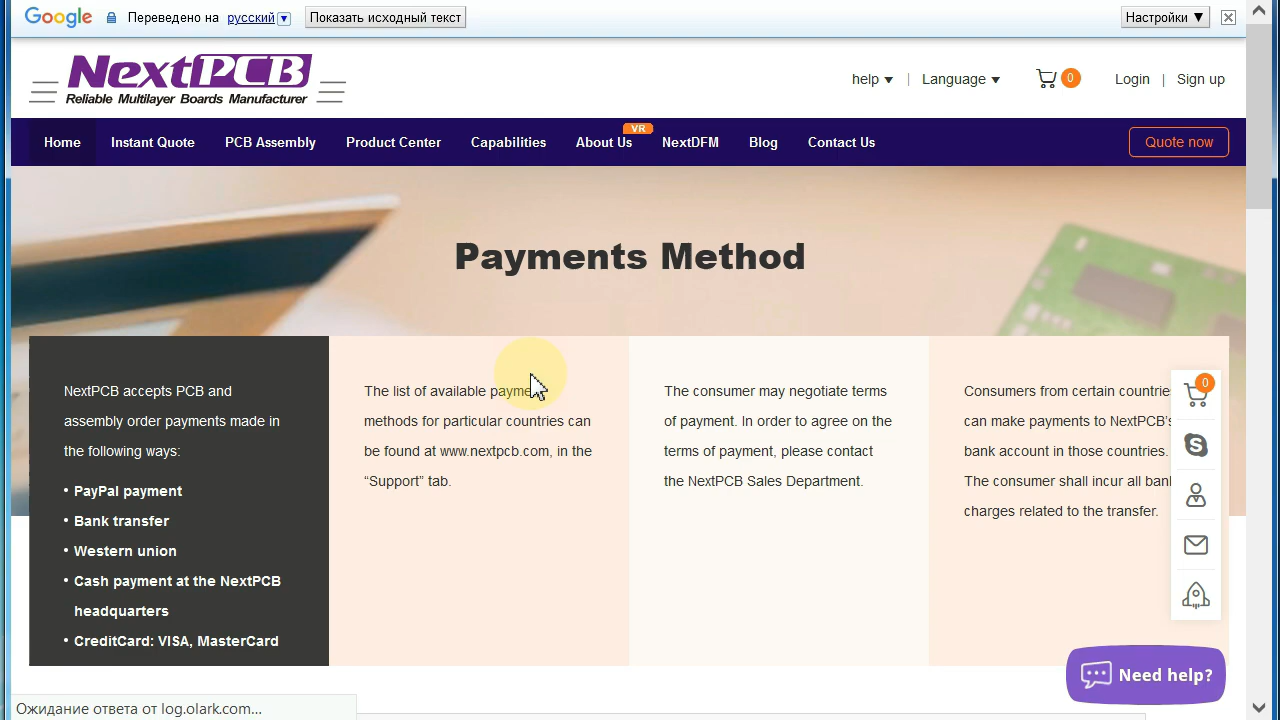 Google Переведено на русский Показать исходный текст Настройки ▼
NextPCB
Reliable Multilayer Boards Manufacturer
help Language 0 Login | Sign up
VR
Home Instant Quote PCB Assembly Product Center Capabilities About Us NextDFM Blog Contact Us Quote now
Payments Method
NextPCB accepts PCB and
assembly order payments made in
the following ways:
• PayPal payment
• Bank transfer
• Western union
• Cash payment at the NextPCB
headquarters
• CreditCard: VISA, MasterCard
The list of available payme
methods for particular countries can
be found at www.nextpcb.com, in the
“Support” tab.
The consumer may negotiate terms
of payment. In order to agree on the
terms of payment, please contact
the NextPCB Sales Department.
Consumers from certain countrie
can make payments to NextPCB’s
bank account in those countries.
The consumer shall incur all bank
charges related to the transfer.
0
Need help?
Ожидание ответа от log.olark.com...